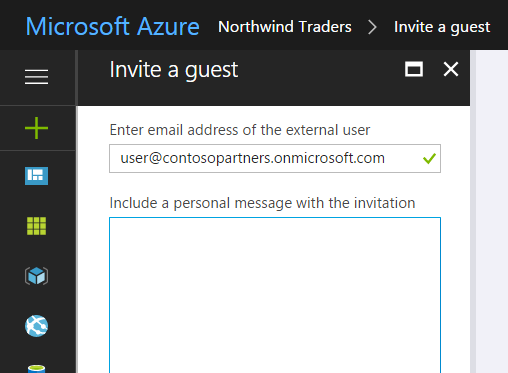 Microsoft Azure Northwind Traders > Invite a guest
Invite a guest
Enter email address of the external user
user@contosopartners.onmicrosoft.com
Include a personal message with the invitation